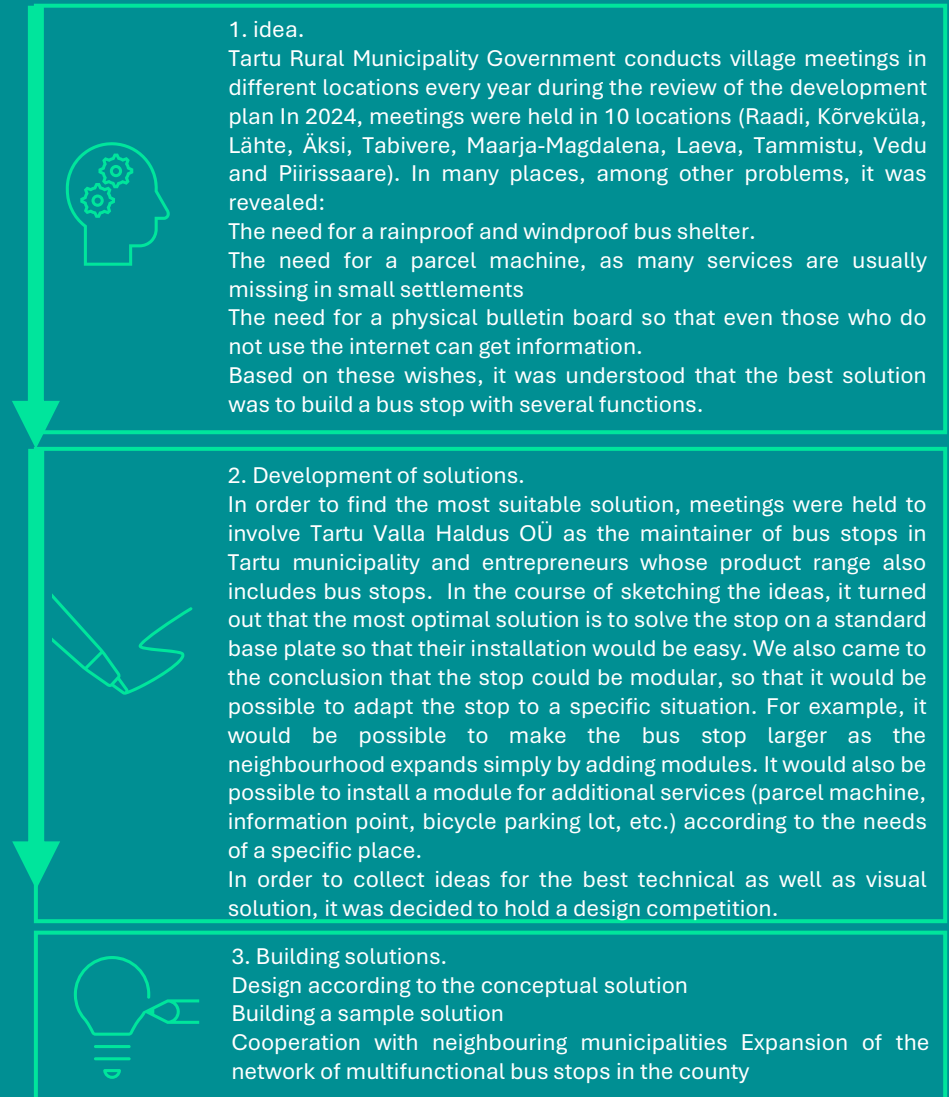 1. idea.
Tartu Rural Municipality Government conducts village meetings in
different locations every year during the review of the development
plan In 2024, meetings were held in 10 locations (Raadi, Kõrveküla,
Lähte, Äksi, Tabivere, Maarja-Magdalena, Laeva, Tammistu, Vedu
and Piirissaare). In many places, among other problems, it was
revealed:
The need for a rainproof and windproof bus shelter.
The need for a parcel machine, as many services are usually
missing in small settlements
The need for a physical bulletin board so that even those who do
not use the internet can get information.
Based on these wishes, it was understood that the best solution
was to build a bus stop with several functions.
2. Development of solutions.
In order to find the most suitable solution, meetings were held to
involve Tartu Valla Haldus OÜ as the maintainer of bus stops in
Tartu municipality and entrepreneurs whose product range also
includes bus stops. In the course of sketching the ideas, it turned
out that the most optimal solution is to solve the stop on a standard
base plate so that their installation would be easy. We also came to
the conclusion that the stop could be modular, so that it would be
possible to adapt the stop to a specific situation. For example, it
would be possible to make the bus stop larger as the
neighbourhood expands simply by adding modules. It would also be
possible to install a module for additional services (parcel machine,
information point, bicycle parking lot, etc.) according to the needs
of a specific place.
In order to collect ideas for the best technical as well as visual
solution, it was decided to hold a design competition.
3. Building solutions.
Design according to the conceptual solution
Building a sample solution
Cooperation with neighbouring municipalities Expansion of the
network of multifunctional bus stops in the county